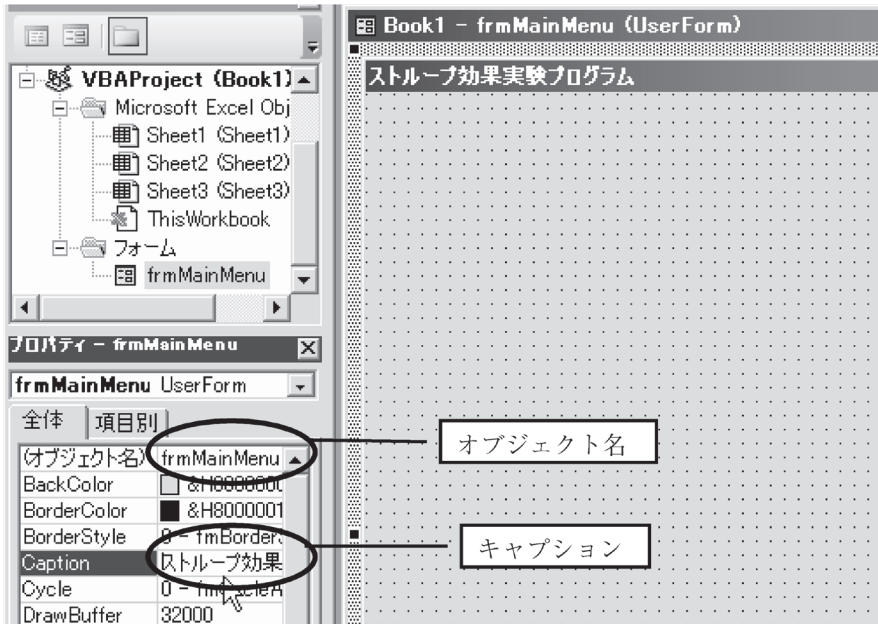 VBAProject (Book1)
Microsoft Excel Obj
Sheet1 (Sheet1)
Sheet2 (Sheet2)
Sheet3 (Sheet3)
ThisWorkbook
フォーム
frmMainMenu
プロパティ - frmMainMenu
frmMainMenu UserForm
全体 項目別
(オブジェクト名) frmMainMenu
BackColor &H8000000
BorderColor &H8000001
BorderStyle 0 - fmBorderS
Caption ストループ効果
Cycle 0 -
DrawBuffer 32000
Book1 - frmMainMenu (UserForm)
ストループ効果実験プログラム
オブジェクト名
キャプション